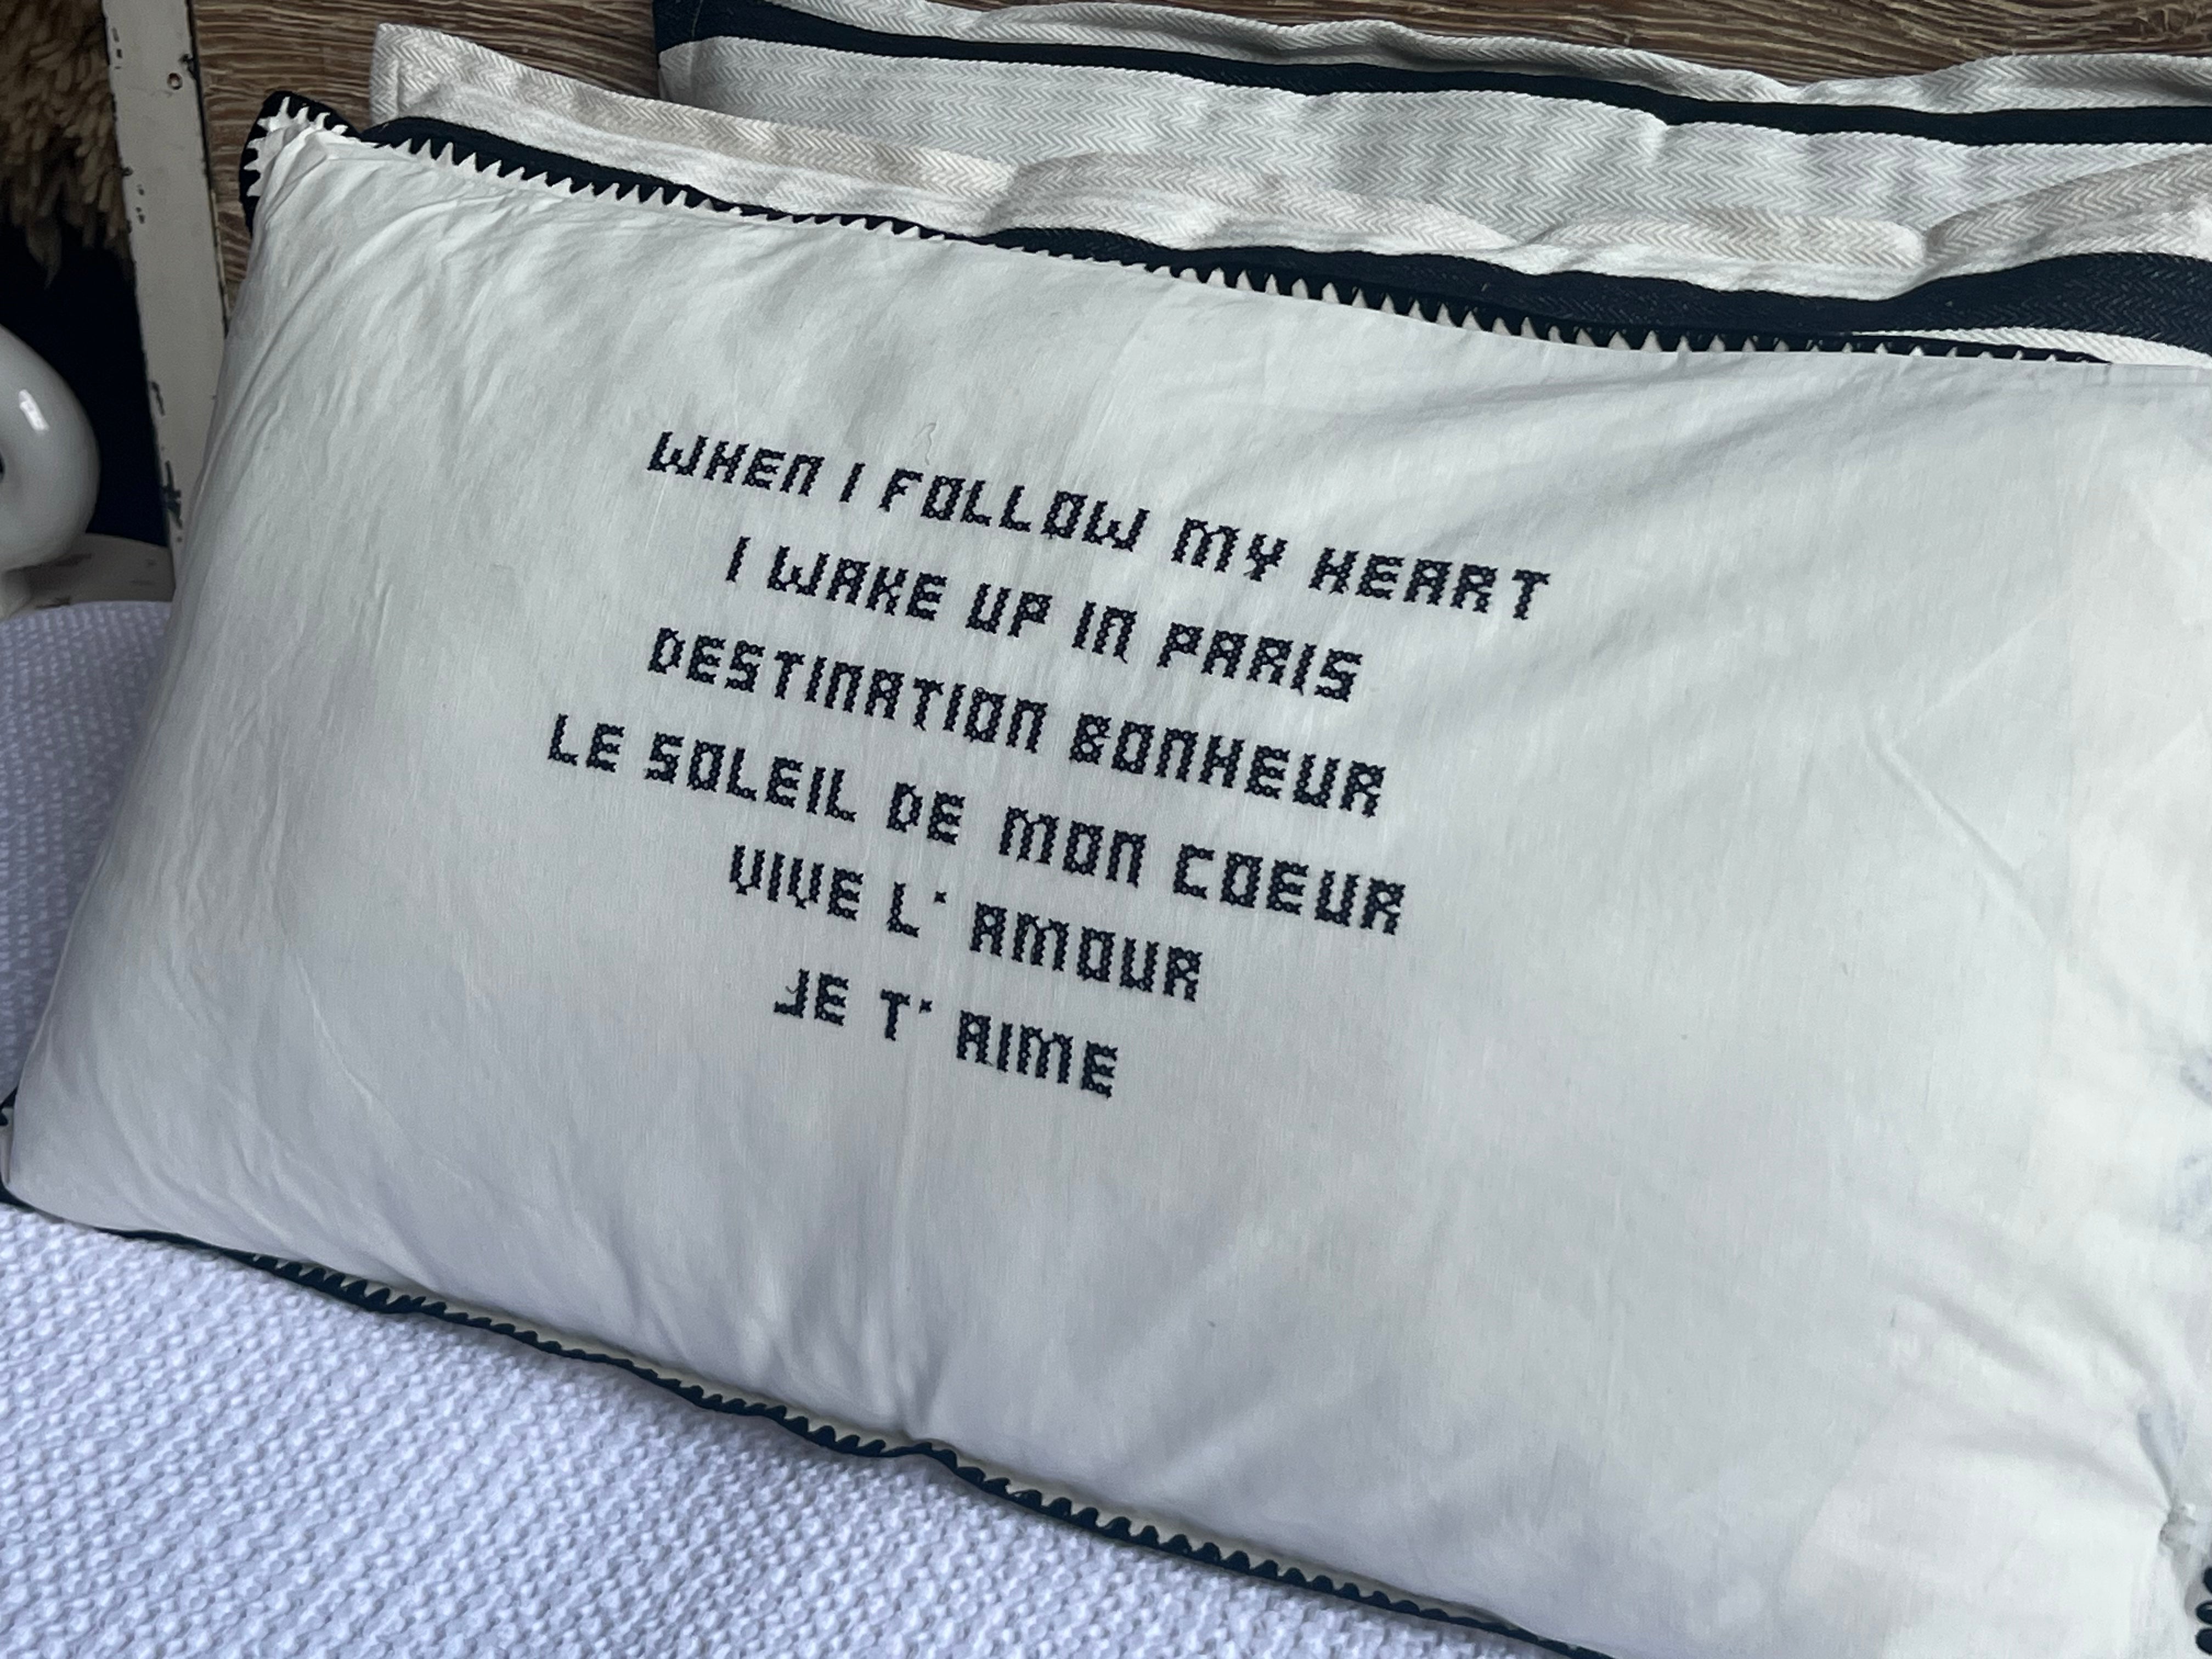 WHEN I FOLLOW MY HEART
I WAKE UP IN PARIS
DESTINATION BONHEUR
LE SOLEIL DE MON COEUR
VIVE L' AMOUR
JE T' AIME